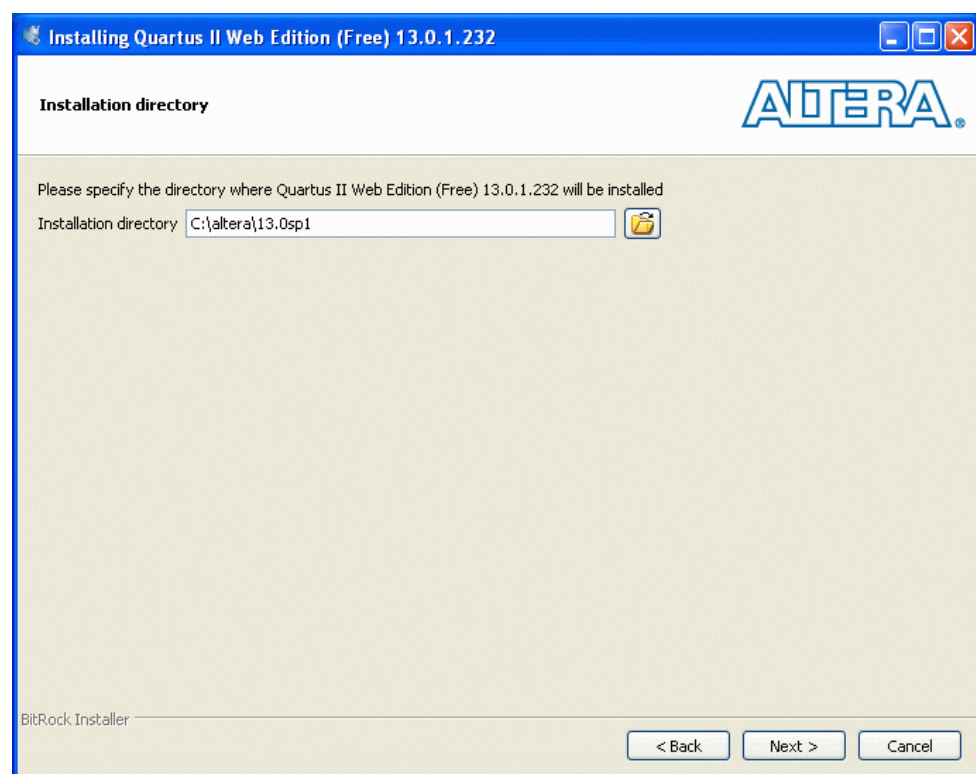 Installing Quartus II Web Edition (Free) 13.0.1.232
Installation directory
ALTERA®
Please specify the directory where Quartus II Web Edition (Free) 13.0.1.232 will be installed
Installation directory C:\altera\13.0sp1
BitRock Installer
< Back Next > Cancel